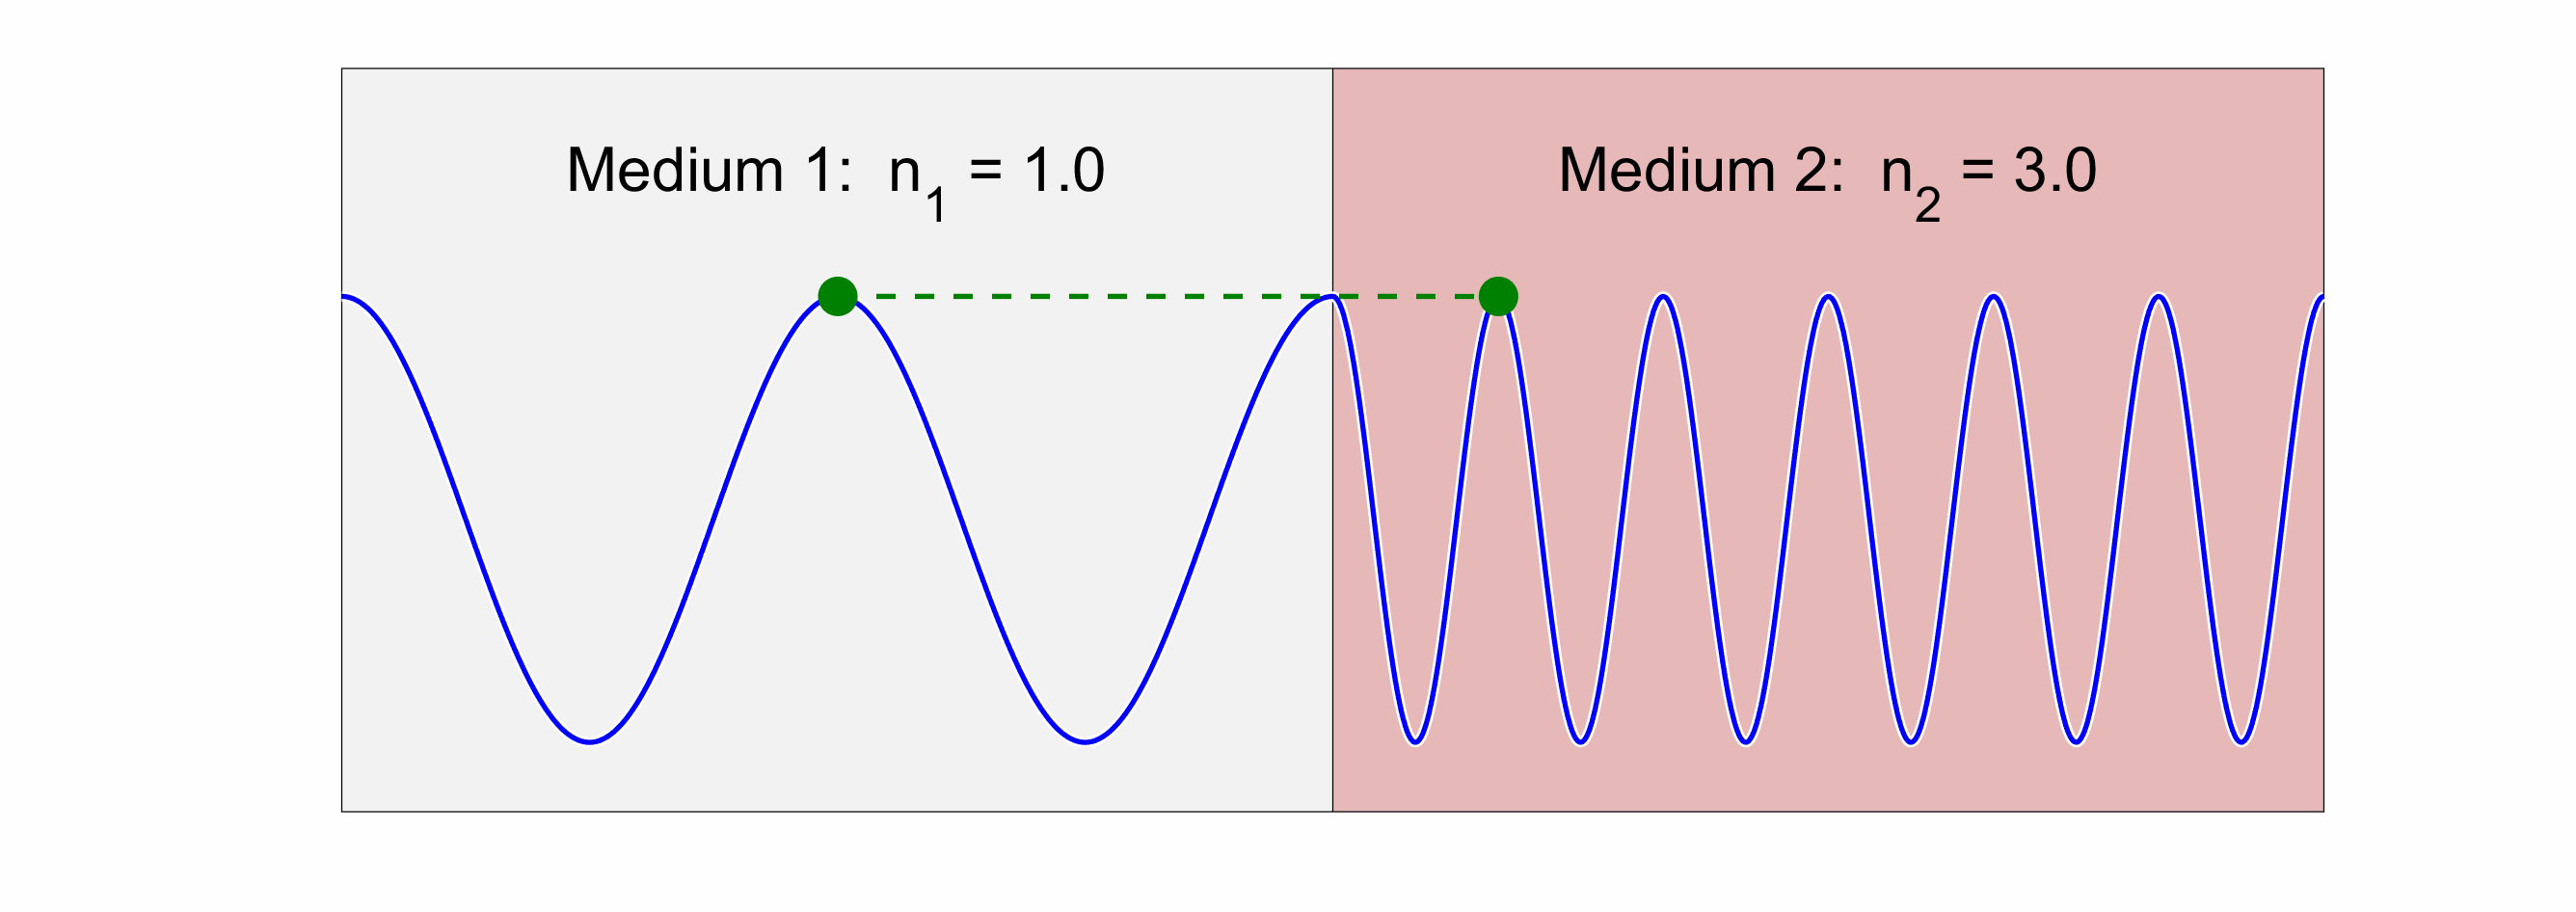 Medium 1: n₁ = 1.0
Medium 2: n₂ = 3.0